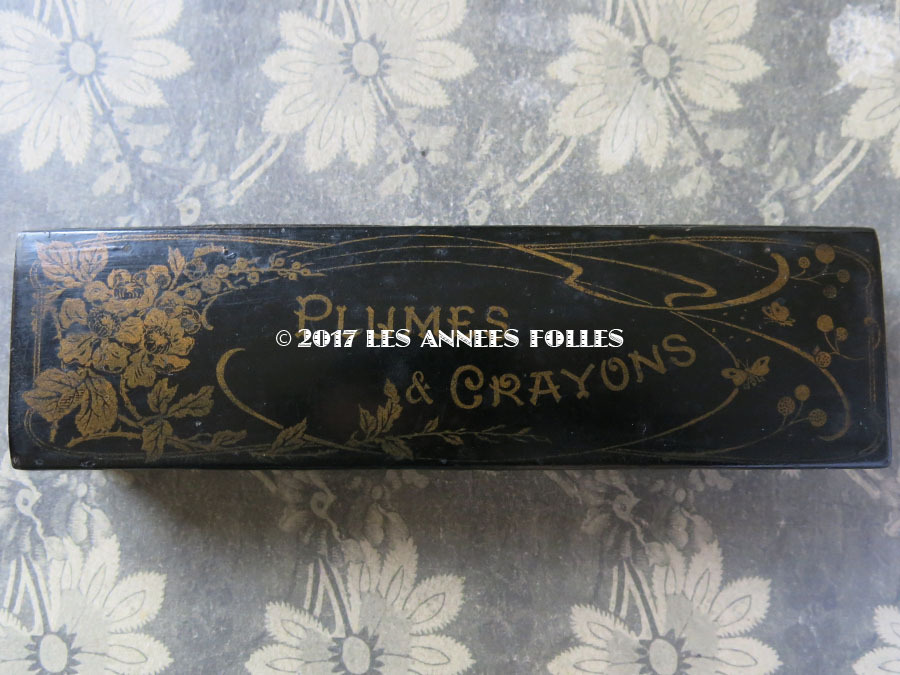 PLUMES
© 2017 LES ANNEES FOLLES
& CRAYONS